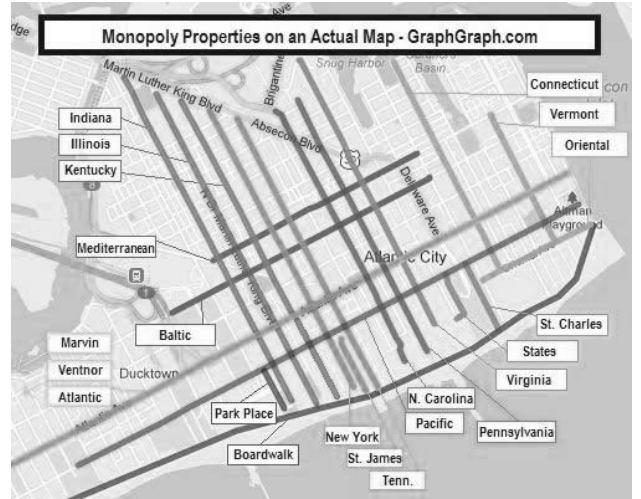 Monopoly Properties on an Actual Map - GraphGraph.com
Snug Harbor
Basin
Martin Luther King Blvd
Brigantine
Connecticut
Indiana
Vermont
Illinois
Absecon Blvd
Oriental
Kentucky
Delaware Ave
Mediterranean
Playground
Atlantic City
Baltic
St. Charles
Marvin
States
Ventnor
Ducktown
Virginia
Atlantic
N. Carolina
Park Place
Pacific
Pennsylvania
New York
Boardwalk
St. James
Tenn.